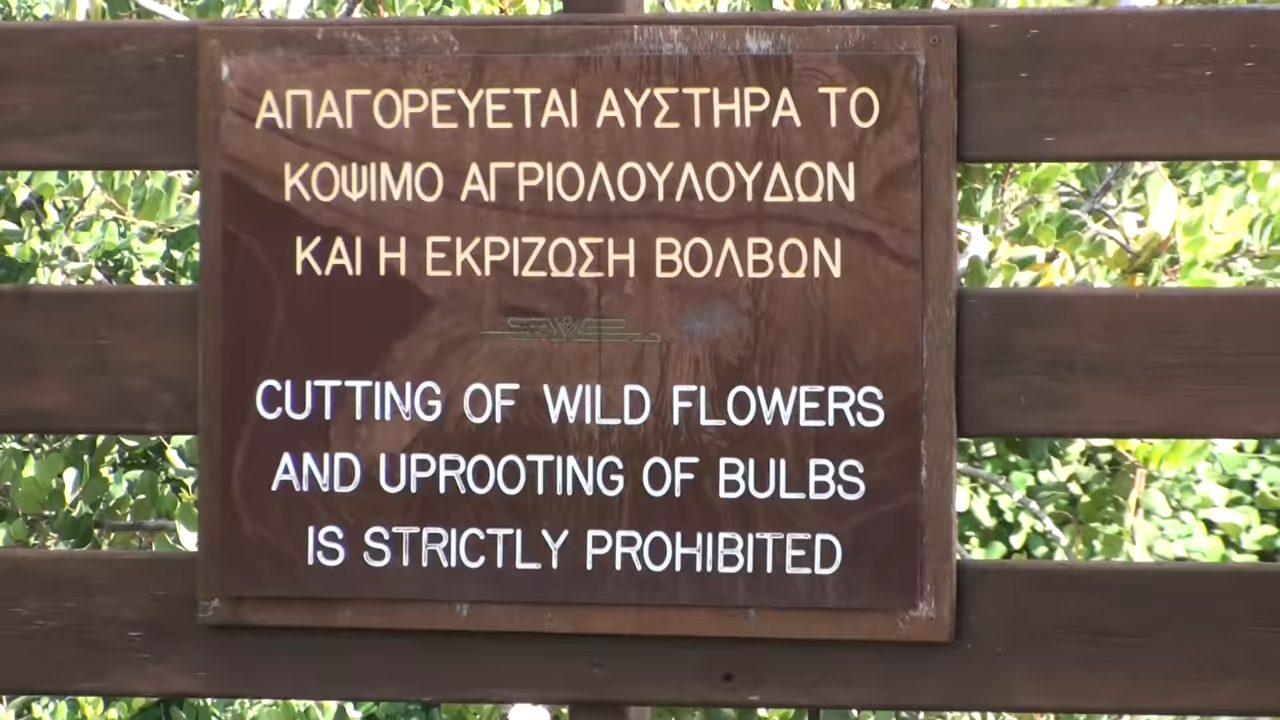 ΑΠΑΓΟΡΕΥΕΤΑΙ ΑΥΣΤΗΡΑ ΤΟ
ΚΟΨΙΜΟ ΑΓΡΙΟΛΟΥΛΟΥΔΩΝ
ΚΑΙ Η ΕΚΡΙΖΩΣΗ ΒΟΛΒΩΝ
CUTTING OF WILD FLOWERS
AND UPROOTING OF BULBS
IS STRICTLY PROHIBITED